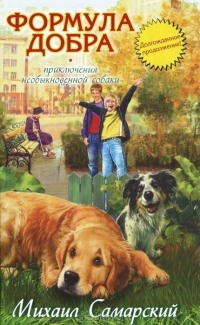 ФОРМУЛА
ДОБРА
приключения
необыкновенной собаки
Долгожданное
продолжение!
Михаил Самарский